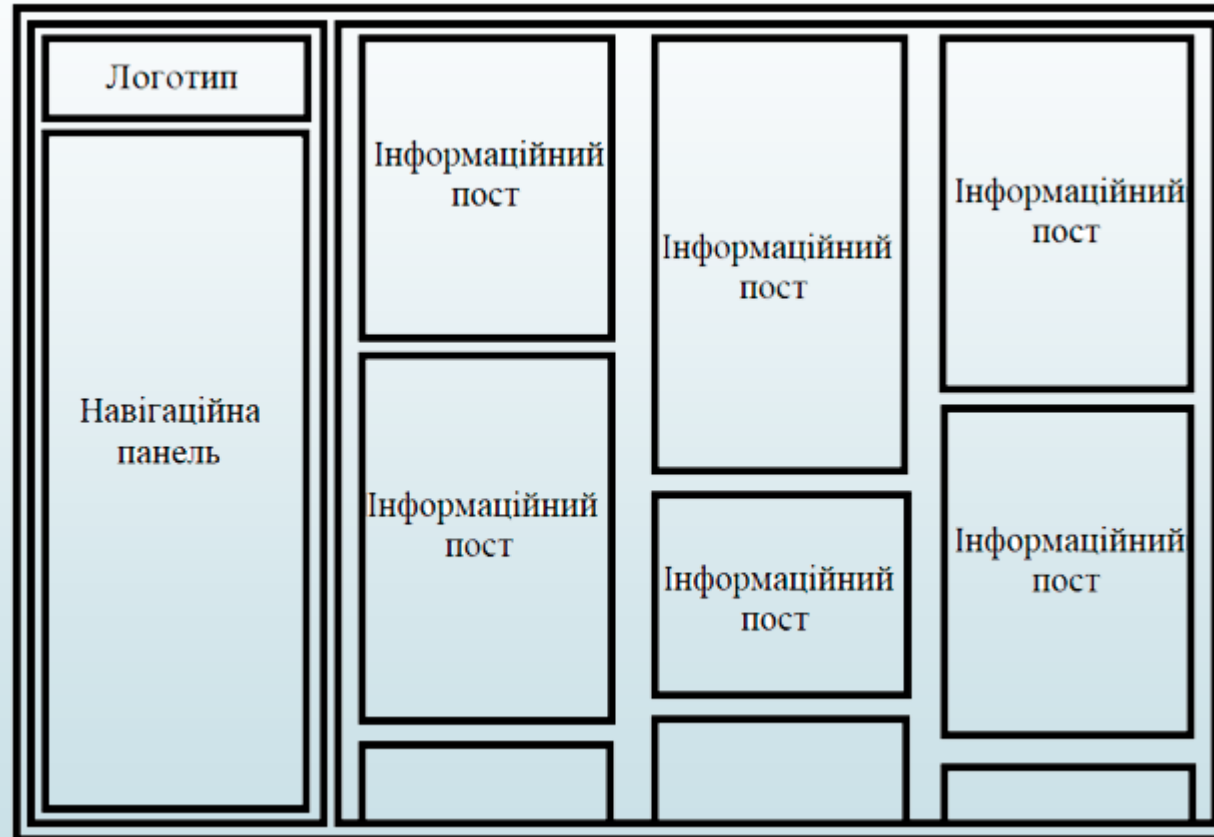 Логотип
Навігаційна
панель
Інформаційний
пост
Інформаційний
пост
Інформаційний
пост
Інформаційний
пост
Інформаційний
пост
Інформаційний
пост